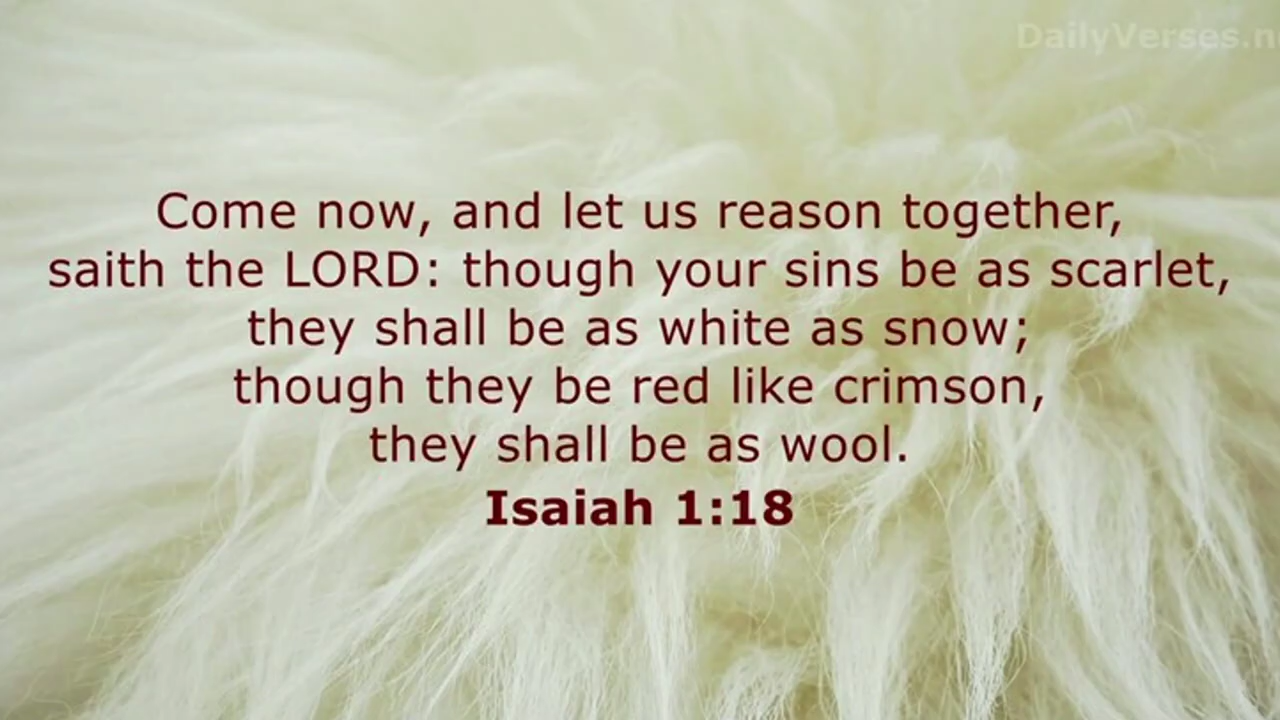 DailyVerses.n
Come now, and let us reason together,
saith the LORD: though your sins be as scarlet,
they shall be as white as snow;
though they be red like crimson,
they shall be as wool.
Isaiah 1:18